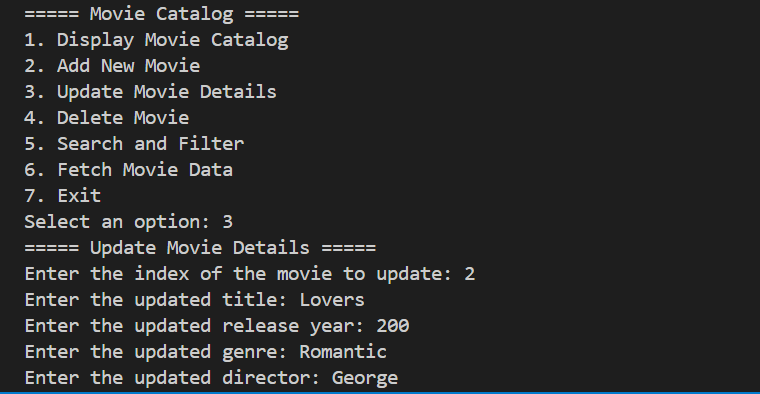 ===== Movie Catalog =====
1. Display Movie Catalog
2. Add New Movie
3. Update Movie Details
4. Delete Movie
5. Search and Filter
6. Fetch Movie Data
7. Exit
Select an option: 3
===== Update Movie Details =====
Enter the index of the movie to update: 2
Enter the updated title: Lovers
Enter the updated release year: 200
Enter the updated genre: Romantic
Enter the updated director: George